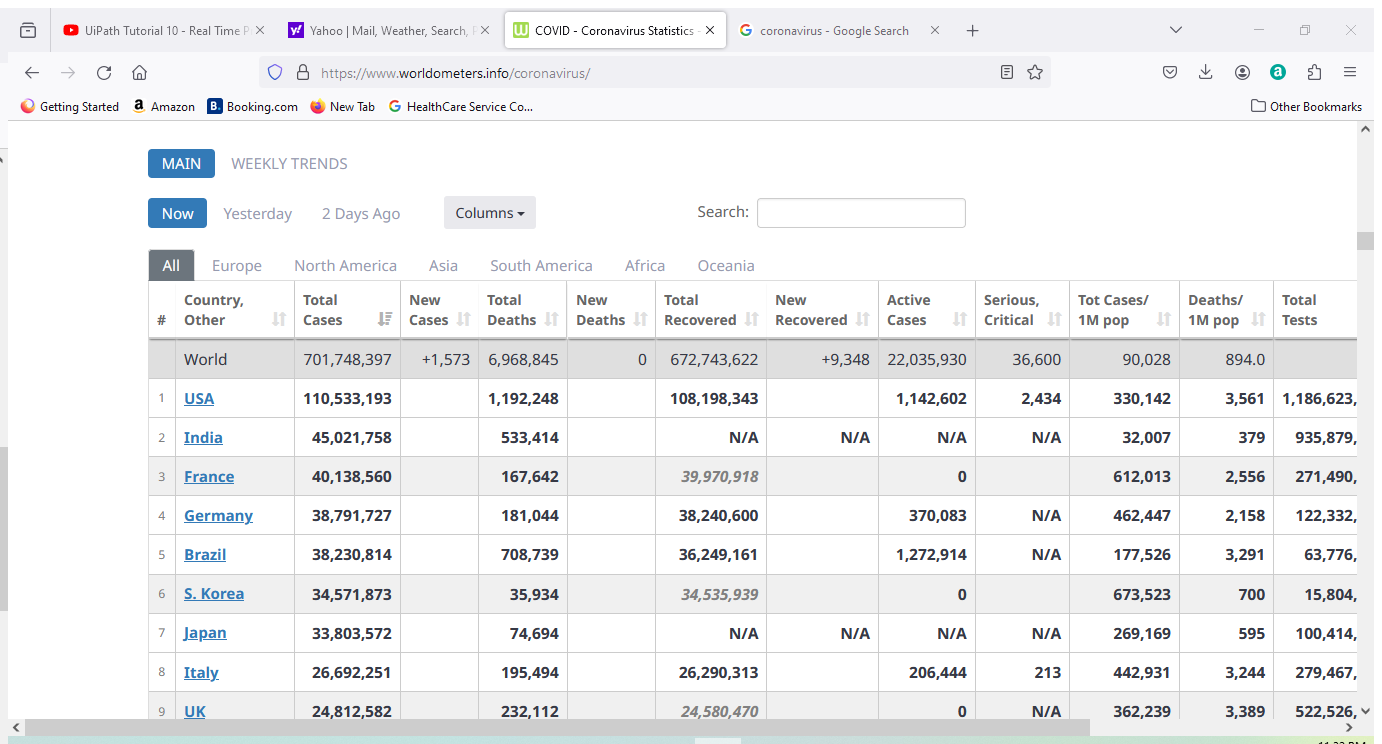 UiPath Tutorial 10 - Real Time P
Yahoo | Mail, Weather, Search, P
COVID - Coronavirus Statistics -
coronavirus - Google Search
https://www.worldometers.info/coronavirus/
Getting Started Amazon Booking.com New Tab HealthCare Service Co... Other Bookmarks
MAIN WEEKLY TRENDS
Now Yesterday 2 Days Ago Columns Search:
All Europe North America Asia South America Africa Oceania
# Country, Other Total Cases New Cases Total Deaths New Deaths Total Recovered New Recovered Active Cases Serious, Critical Tot Cases/ 1M pop Deaths/ 1M pop Total Tests
World 701,748,397 +1,573 6,968,845 0 672,743,622 +9,348 22,035,930 36,600 90,028 894.0
1 USA 110,533,193 1,192,248 108,198,343 1,142,602 2,434 330,142 3,561 1,186,623,
2 India 45,021,758 533,414 N/A N/A N/A N/A 32,007 379 935,879,
3 France 40,138,560 167,642 39,970,918 0 612,013 2,556 271,490,
4 Germany 38,791,727 181,044 38,240,600 370,083 N/A 462,447 2,158 122,332,
5 Brazil 38,230,814 708,739 36,249,161 1,272,914 N/A 177,526 3,291 63,776,
6 S. Korea 34,571,873 35,934 34,535,939 0 673,523 700 15,804,
7 Japan 33,803,572 74,694 N/A N/A N/A N/A 269,169 595 100,414,
8 Italy 26,692,251 195,494 26,290,313 206,444 213 442,931 3,244 279,467,
9 UK 24,812,582 232,112 24,580,470 0 N/A 362,239 3,389 522,526,